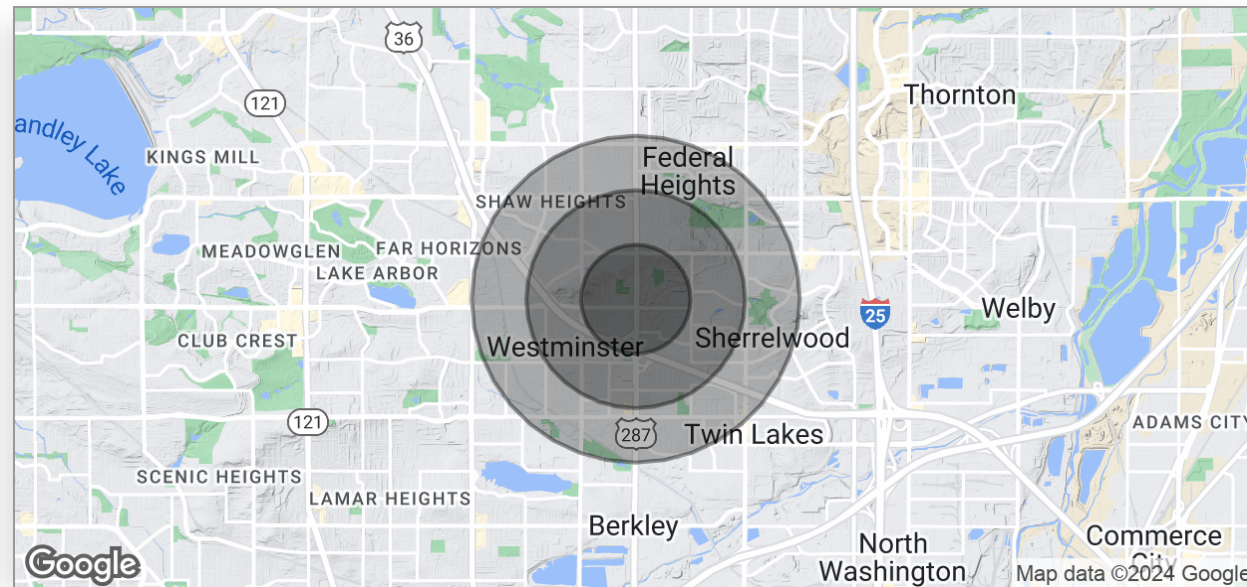 36
Thornton
121
andley Lake
KINGS MILL
Federal
Heights
SHAW HEIGHTS
MEADOWGLEN
FAR HORIZONS
LAKE ARBOR
25
Welby
CLUB CREST
Westminster
Sherrelwood
121
287
Twin Lakes
ADAMS CITY
SCENIC HEIGHTS
LAMAR HEIGHTS
Berkley
North
Washington
Commerce
City
Google
Map data ©2024 Google